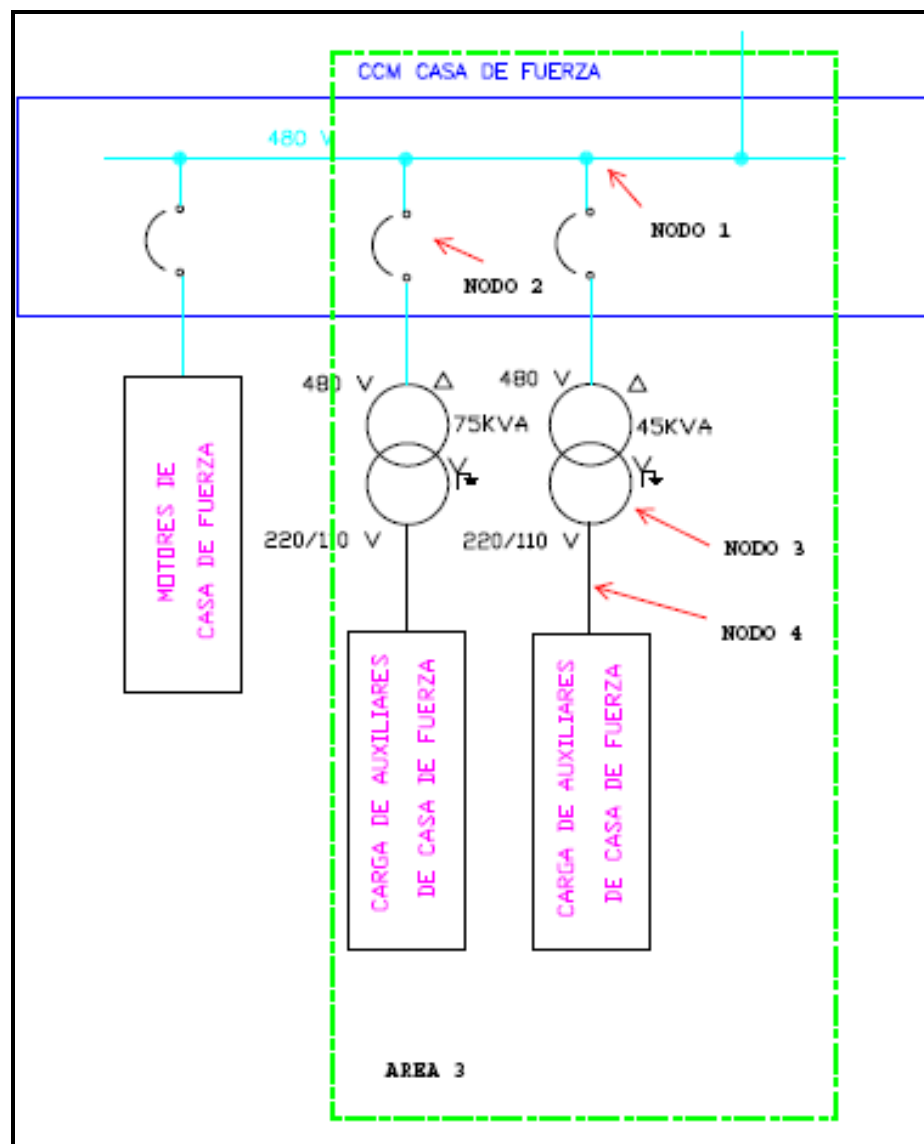 CCM CASA DE FUERZA
480 V
NODO 1
NODO 2
480 V
480 V
75KVA
45KVA
220/110 V
220/110 V
NODO 3
NODO 4
MOTORES DE
CASA DE FUERZA
CARGA DE AUXILIARES
DE CASA DE FUERZA
CARGA DE AUXILIARES
DE CASA DE FUERZA
AREA 3